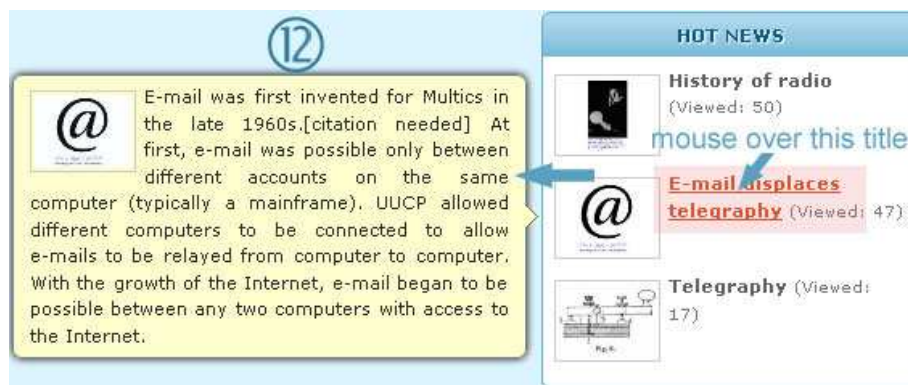 ⑫
@
E-mail was first invented for Multics in
the late 1960s.[citation needed] At
first, e-mail was possible only between
different accounts on the same
computer (typically a mainframe). UUCP allowed
different computers to be connected to allow
e-mails to be relayed from computer to computer.
With the growth of the Internet, e-mail began to be
possible between any two computers with access to
the Internet.
HOT NEWS
History of radio
(Viewed: 50)
mouse over this title
@
E-mail displaces
telegraphy (Viewed: 47)
Telegraphy (Viewed:
17)